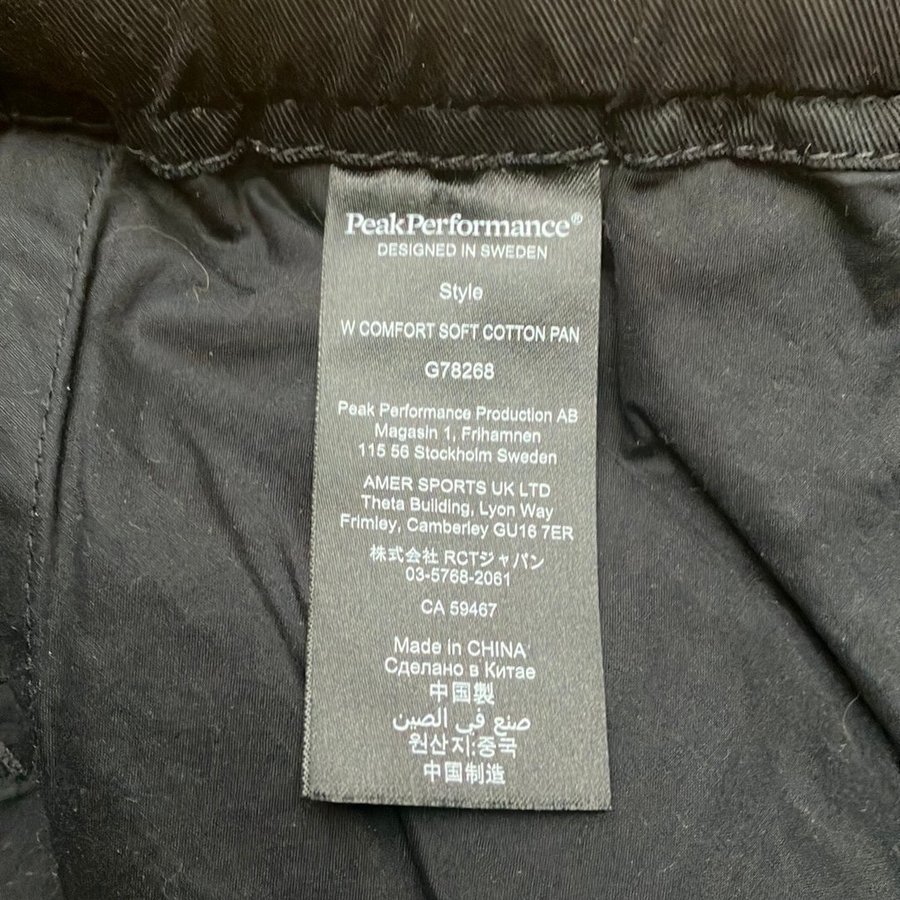 PeakPerformance®
DESIGNED IN SWEDEN
Style
W COMFORT SOFT COTTON PAN
G78268
Peak Performance Production AB
Magasin 1, Frihamnen
115 56 Stockholm Sweden
AMER SPORTS UK LTD
Theta Building, Lyon Way
Frimley, Camberley GU16 7ER
株式会社 RCTジャパン
03-5768-2061
CA 59467
Made in CHINA
Сделано в Китае
中国製
صنع في الصين
원산지:중국
中国制造